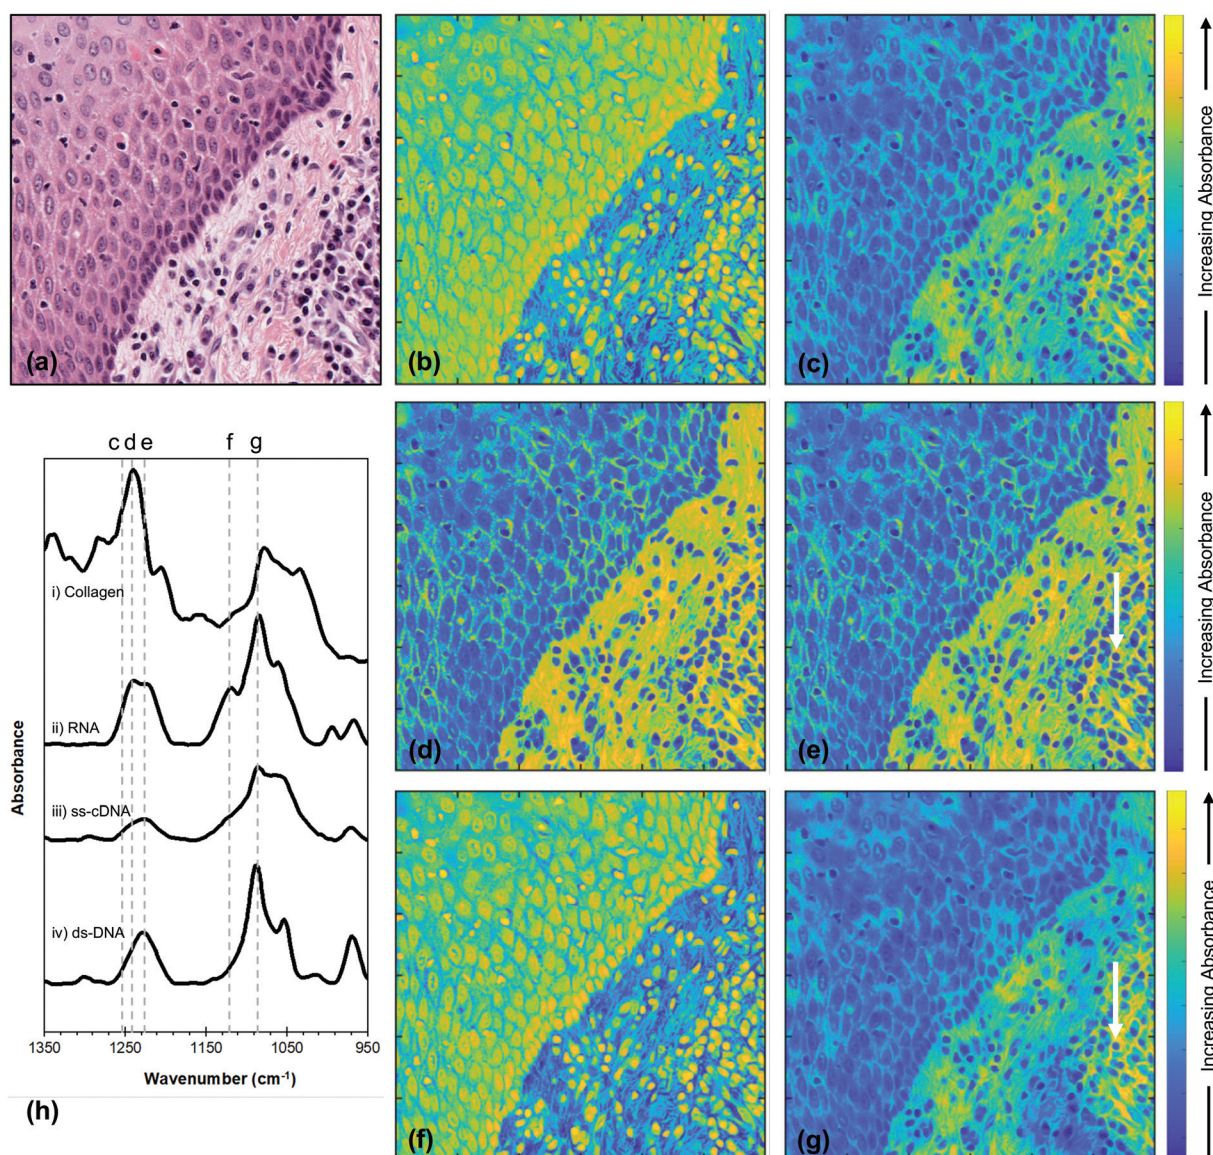 (a)
(b)
(c)
Increasing Absorbance
(d)
(e)
Increasing Absorbance
c d e f g
i) Collagen
ii) RNA
iii) ss-cDNA
iv) ds-DNA
Absorbance
1350 1250 1150 1050 950
Wavenumber (cm⁻¹)
(h)
(f)
(g)
Increasing Absorbance